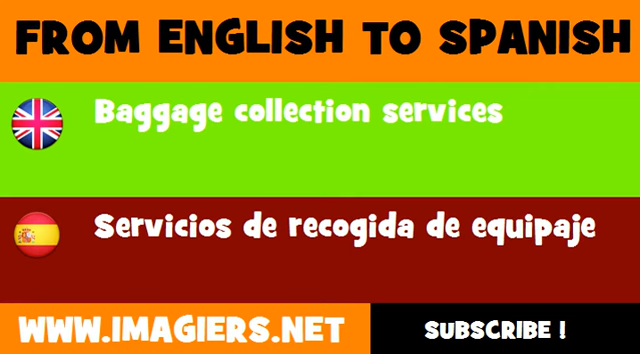 FROM ENGLISH TO SPANISH
Baggage collection services
Servicios de recogida de equipaje
WWW.IMAGIERS.NET
SUBSCRIBE !